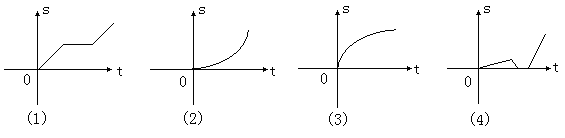 s s s s
0 t 0 t 0 t 0 t
(1) (2) (3) (4)